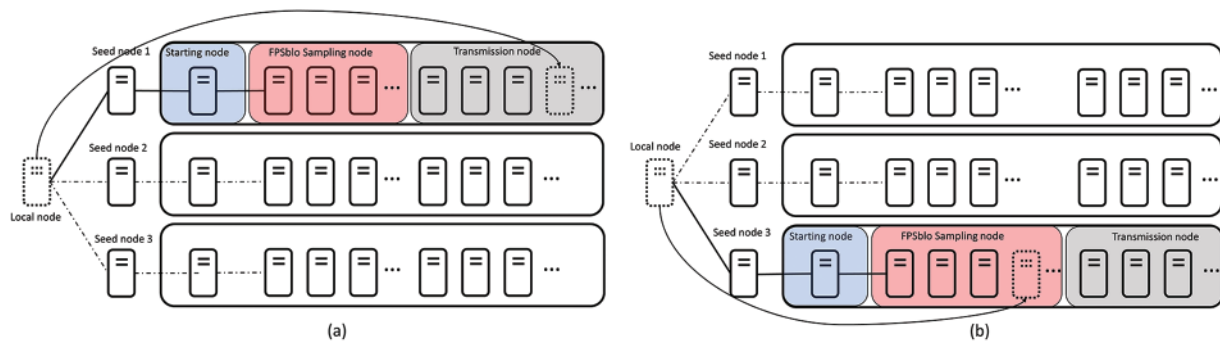 Seed node 1
Starting node
FPSblo Sampling node
Transmission node
...
...
Seed node 2
Local node
...
...
Seed node 3
...
...
(a)
Seed node 1
...
...
Seed node 2
Local node
...
...
Seed node 3
Starting node
FPSblo Sampling node
Transmission node
...
...
(b)